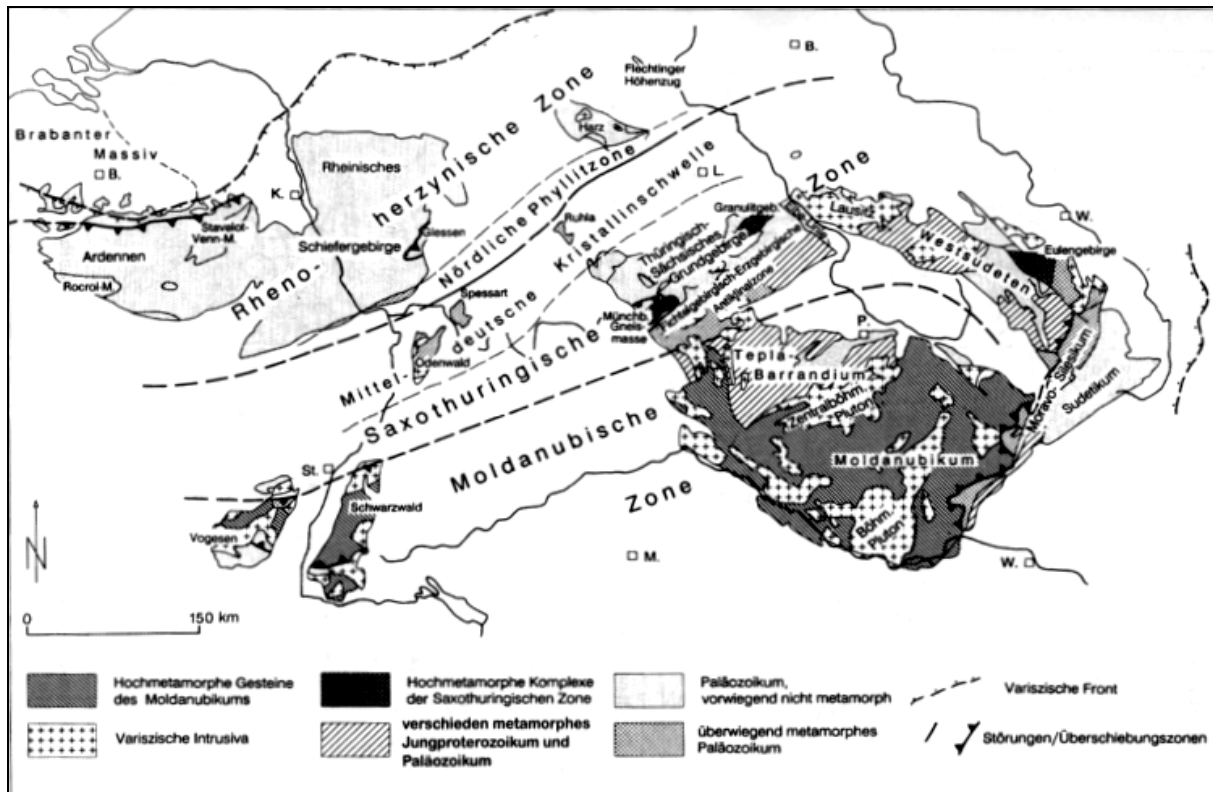 B.
Flechtinger
Höhenzug
Brabanter
Massiv
B.
K.
Rheinisches
Schiefergebirge
Harz
Rheno-
herzynische Zone
Nördliche Phyllitzone
Stavelot-
Venn-M.
Ardennen
Rocroi-M.
Giessen
Ruhla
L.
Granulitgeb.
Zone
Lausitz
W.
Westsudeten
Eulengebirge
Mittel-
deutsche
Kristallinschwelle
Thüringisch-
Sächsisches
Grundgebirge
Fichtelgebirgisch-Erzgebirgische
Antiklinalzone
Münchb.
Gneis-
masse
Spessart
Odenwald
Saxothuringische
P.
Tepla-
Barrandium
Zentralböhm.
Pluton
Moravo-Silesikum
Sudetikum
Moldanubische
Zone
Moldanubikum
Böhm.
Pluton
St.
Schwarzwald
Vogesen
M.
W.
N
0 150 km
Hochmetamorphe Gesteine
des Moldanubikums
Variszische Intrusiva
Hochmetamorphe Komplexe
der Saxothuringischen Zone
verschieden metamorphes
Jungproterozoikum und
Paläozoikum
Paläozoikum,
vorwiegend nicht metamorph
überwiegend metamorphes
Paläozoikum
Variszische Front
Störungen/Überschiebungszonen